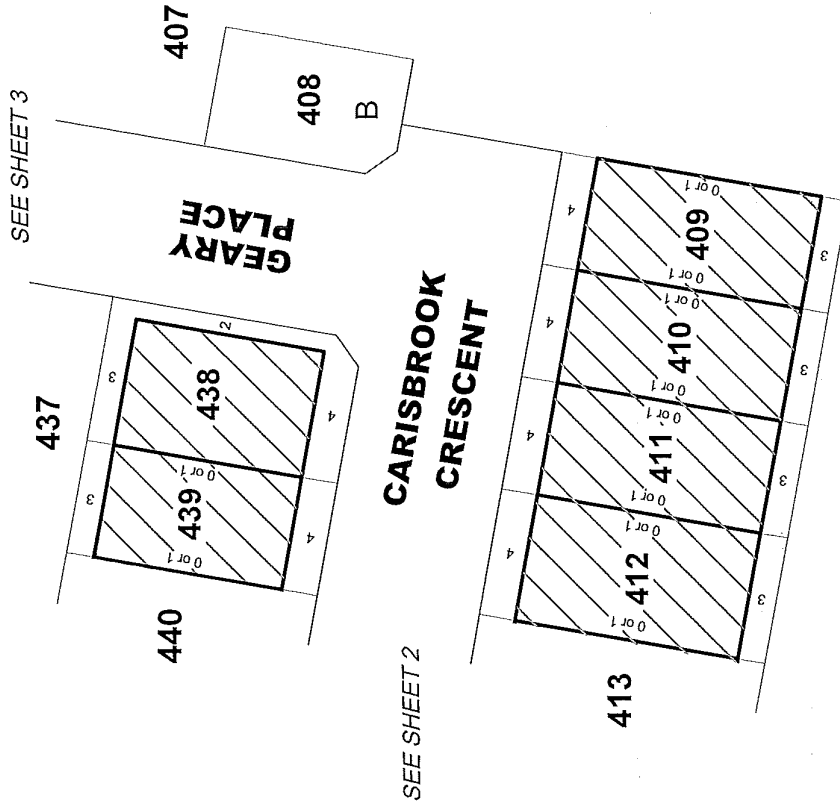 SEE SHEET 3
407
408
B
GEARY
PLACE
437
3
3
2
438
439
0 or 1
0 or 1
4
4
440
CARISBROOK
CRESCENT
SEE SHEET 2
4
4
4
4
409
0 or 1
0 or 1
410
0 or 1
0 or 1
411
0 or 1
0 or 1
412
0 or 1
0 or 1
3
3
3
3
413